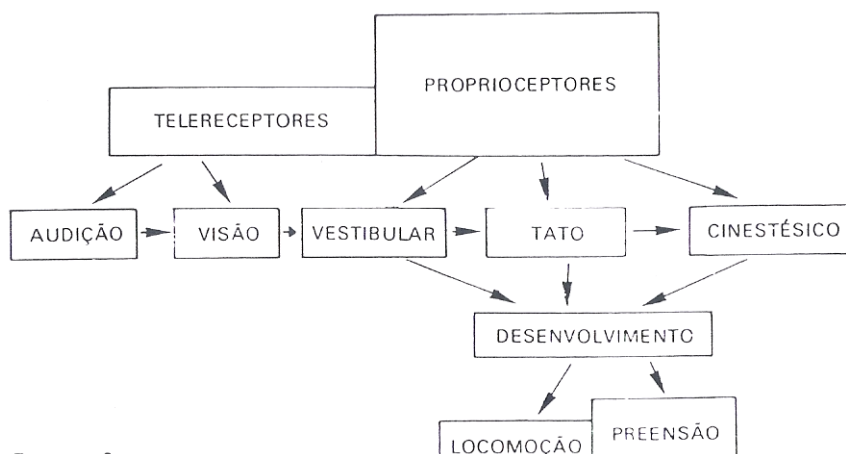 PROPRIOCEPTORES
TELERECEPTORES
AUDIÇÃO
VISÃO
VESTIBULAR
TATO
CINESTÉSICO
DESENVOLVIMENTO
LOCOMOÇÃO
PREENSÃO